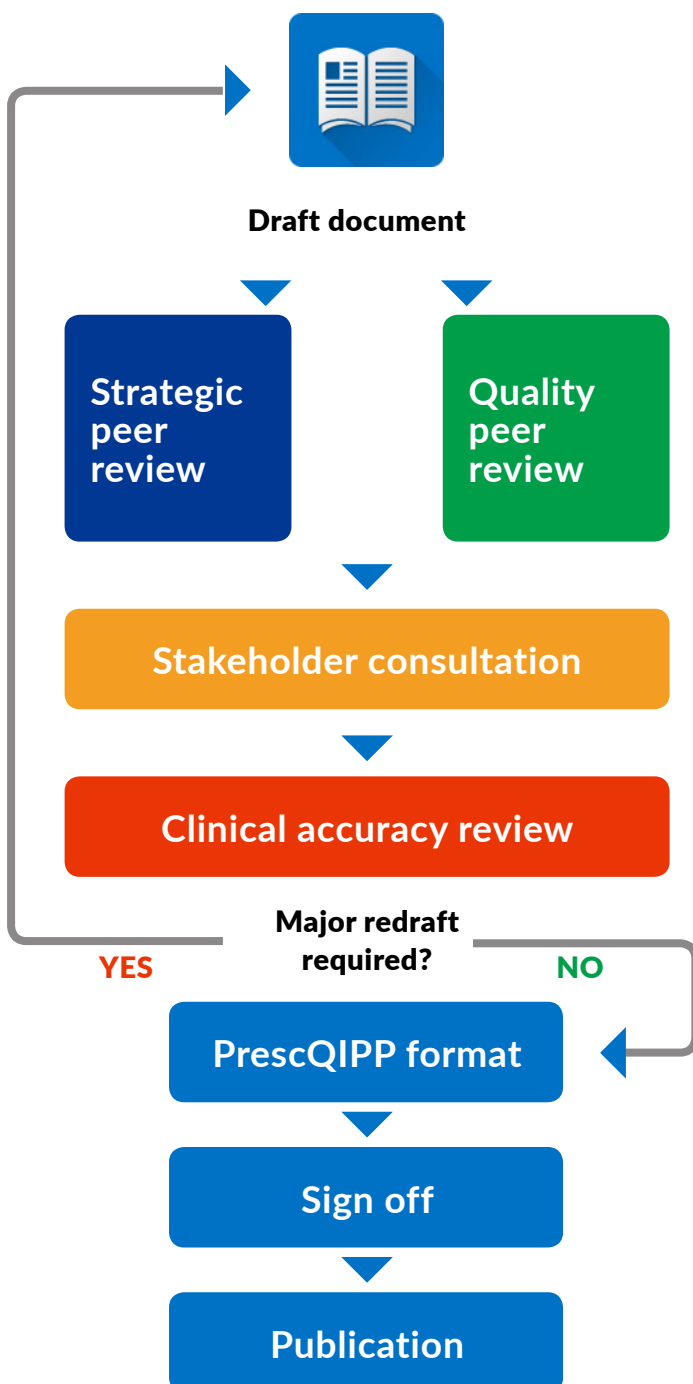 Draft document
Strategic
peer
review
Quality
peer
review
Stakeholder consultation
Clinical accuracy review
Major redraft
required?
YES
NO
PrescQIPP format
Sign off
Publication